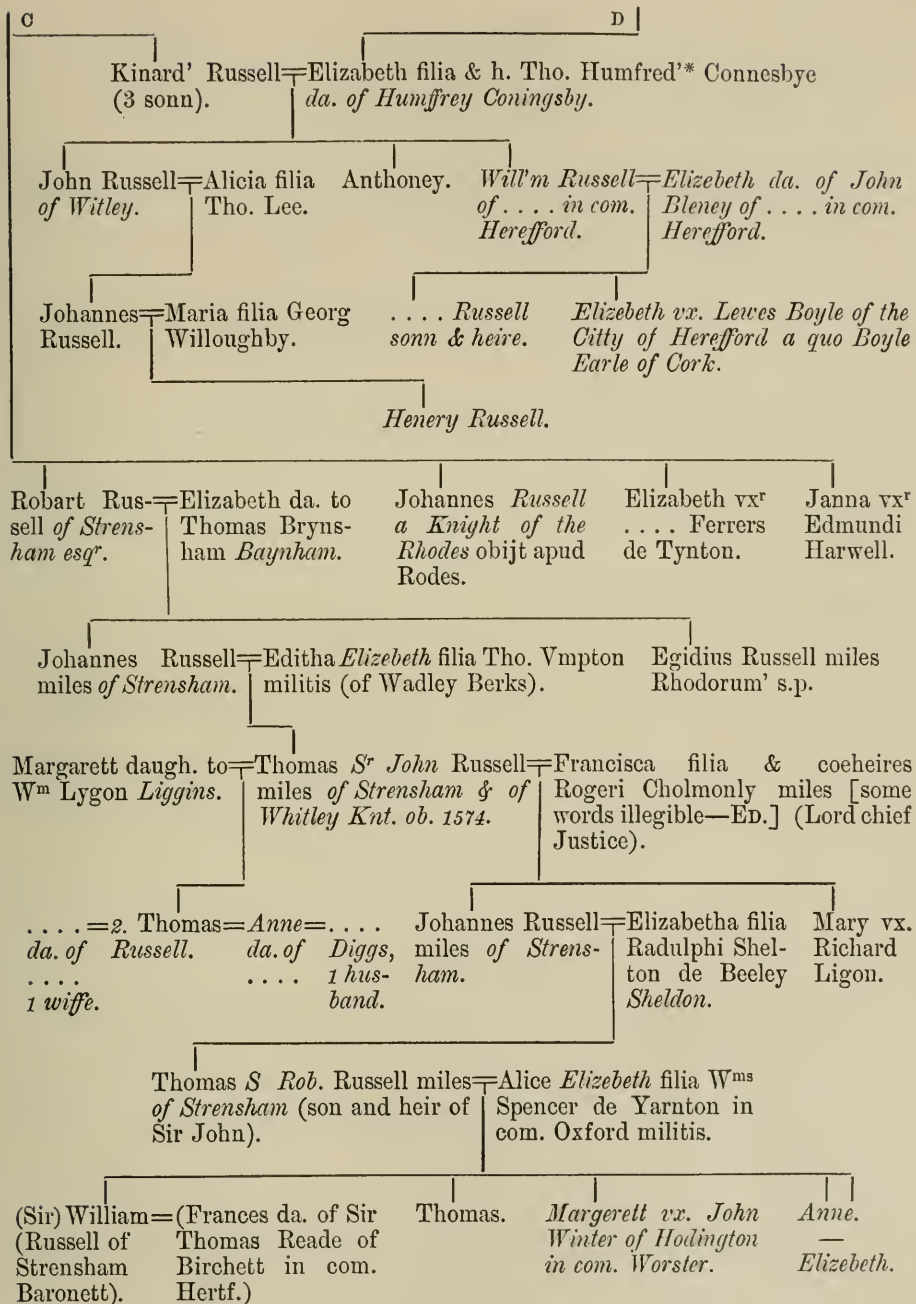 C D
Kinard' Russell=Elizabeth filia & h. Tho. Humfred'* Connesbye
(3 sonn). da. of Humffrey Coningsby.
John Russell=Alicia filia Anthoney. Will'm Russell=Elizebeth da. of John
of Witley. Tho. Lee. of . . . . in com. Bleney of . . . . in com.
Herefford. Herefford.
Johannes=Maria filia Georg . . . . Russell Elizebeth vx. Lewes Boyle of the
Russell. Willoughby. sonn & heire. Citty of Herefford a quo Boyle
Earle of Cork.
Henery Russell.
Robart Rus-=Elizabeth da. to Johannes Russell Elizabeth vxʳ Janna vxʳ
sell of Strens- Thomas Bryns- a Knight of the . . . . Ferrers Edmundi
ham esqʳ. ham Baynham. Rhodes obijt apud de Tynton. Harwell.
Rodes.
Johannes Russell=Editha Elizebeth filia Tho. Vmpton Egidius Russell miles
miles of Strensham. militis (of Wadley Berks). Rhodorum' s.p.
Margarett daugh. to=Thomas Sʳ John Russell=Francisca filia & coeheires
Wᵐ Lygon Liggins. miles of Strensham & of Rogeri Cholmonly miles [some
Whitley Knt. ob. 1574. words illegible—ED.] (Lord chief
Justice).
. . . . =2. Thomas=Anne=. . . . Johannes Russell=Elizabetha filia Mary vx.
da. of Russell. da. of Diggs, miles of Strens- Radulphi Shel- Richard
. . . . . . . . 1 hus- ham. ton de Beeley Ligon.
1 wiffe. band. Sheldon.
Thomas S Rob. Russell miles=Alice Elizebeth filia Wᵐˢ
of Strensham (son and heir of Spencer de Yarnton in
Sir John). com. Oxford militis.
(Sir) William=(Frances da. of Sir Thomas. Margerett vx. John Anne.
(Russell of Thomas Reade of Winter of Hodington —
Strensham Birchett in com. in com. Worster. Elizebeth.
Baronett). Hertf.)